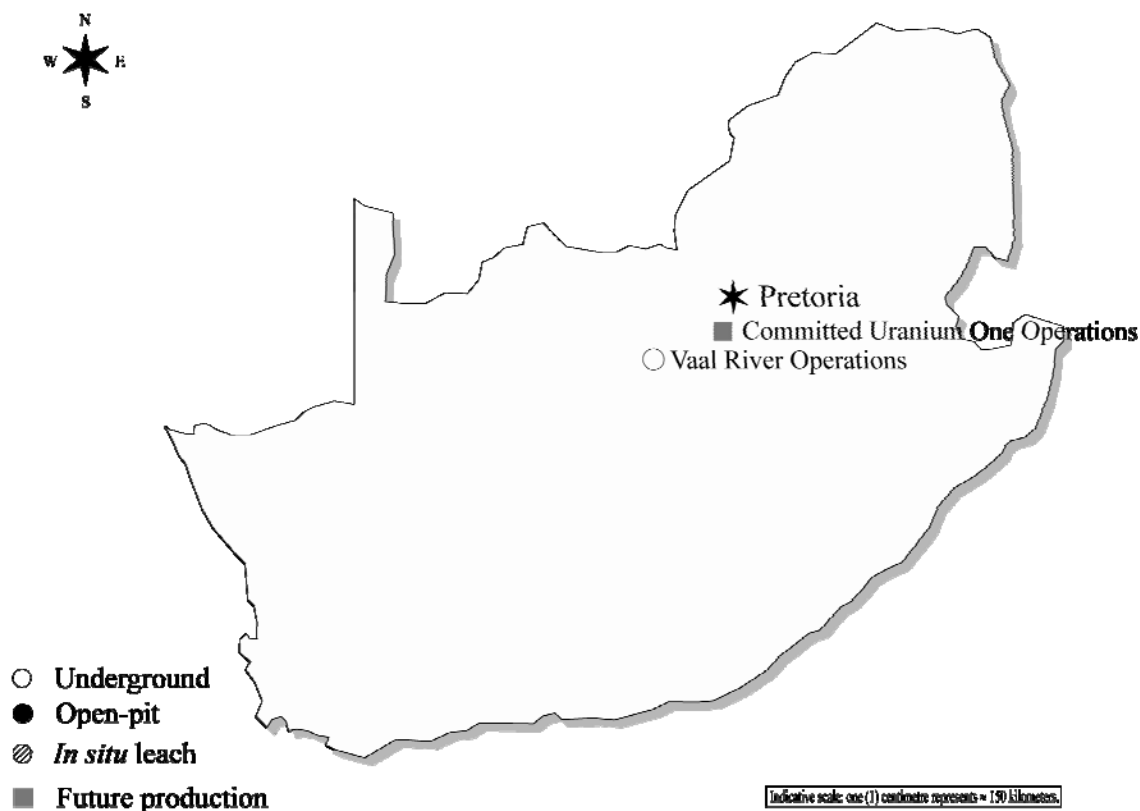 N
W E
S
Pretoria
Committed Uranium One Operations
Vaal River Operations
Underground
Open-pit
In situ leach
Future production
Indicative scale: one (1) centimetre represents ≈ 150 kilometers.